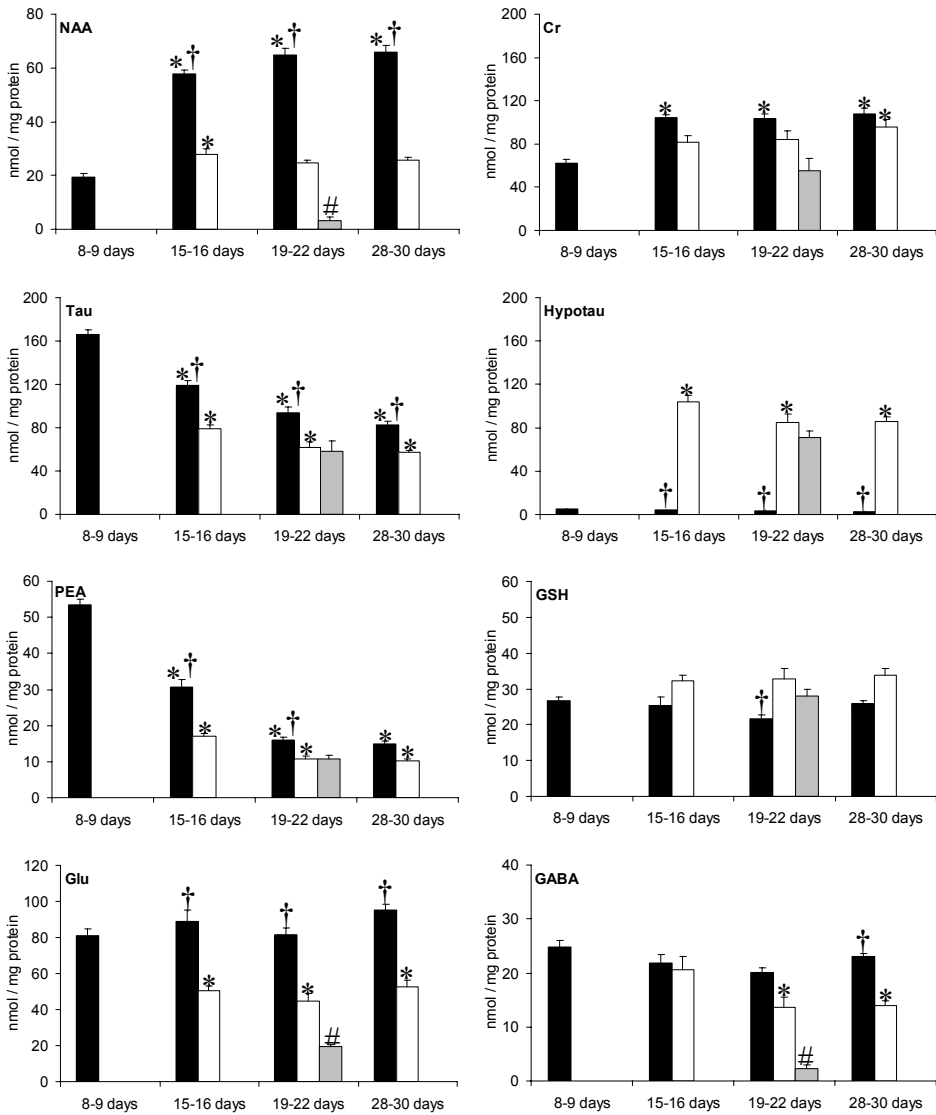 NAA
nmol / mg protein
80
60
40
20
0
*† *† *†
*
#
8-9 days 15-16 days 19-22 days 28-30 days
Cr
nmol / mg protein
200
160
120
80
40
0
* * * *
8-9 days 15-16 days 19-22 days 28-30 days
Tau
nmol / mg protein
200
160
120
80
40
0
*† * *† * *† *
8-9 days 15-16 days 19-22 days 28-30 days
Hypotau
nmol / mg protein
200
160
120
80
40
0
† * † * † *
8-9 days 15-16 days 19-22 days 28-30 days
PEA
nmol / mg protein
60
50
40
30
20
10
0
*† * *† * * *
8-9 days 15-16 days 19-22 days 28-30 days
GSH
nmol / mg protein
60
50
40
30
20
10
0
†
8-9 days 15-16 days 19-22 days 28-30 days
Glu
nmol / mg protein
120
100
80
60
40
20
0
† * † * # † *
8-9 days 15-16 days 19-22 days 28-30 days
GABA
nmol / mg protein
40
30
20
10
0
* # † *
8-9 days 15-16 days 19-22 days 28-30 days